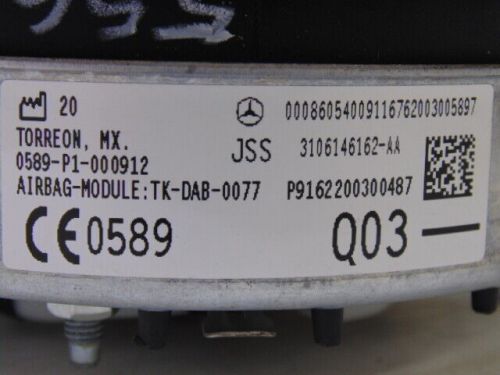 20
00086054009116762003005897
TORREON, MX.
JSS 3106146162-AA
0589-P1-000912
AIRBAG-MODULE:TK-DAB-0077 P9162200300487
CE0589 Q03